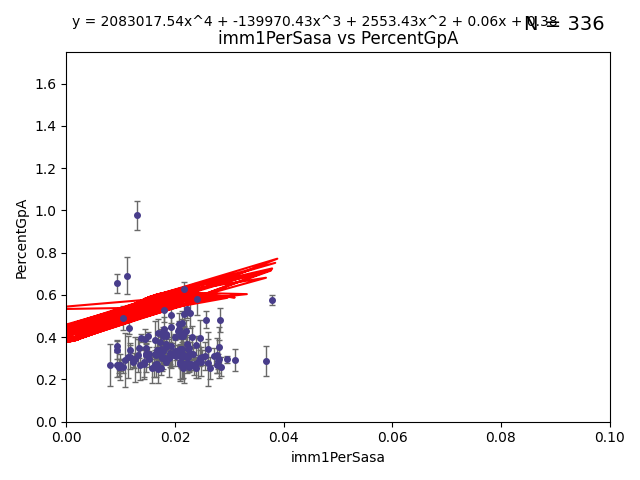 y = 2083017.54x^4 + -139970.43x^3 + 2553.43x^2 + 0.06x + 0.38
N = 336
imm1PerSasa vs PercentGpA
1.6
1.4
1.2
1.0
0.8
0.6
0.4
0.2
0.0
PercentGpA
0.00 0.02 0.04 0.06 0.08 0.10
imm1PerSasa